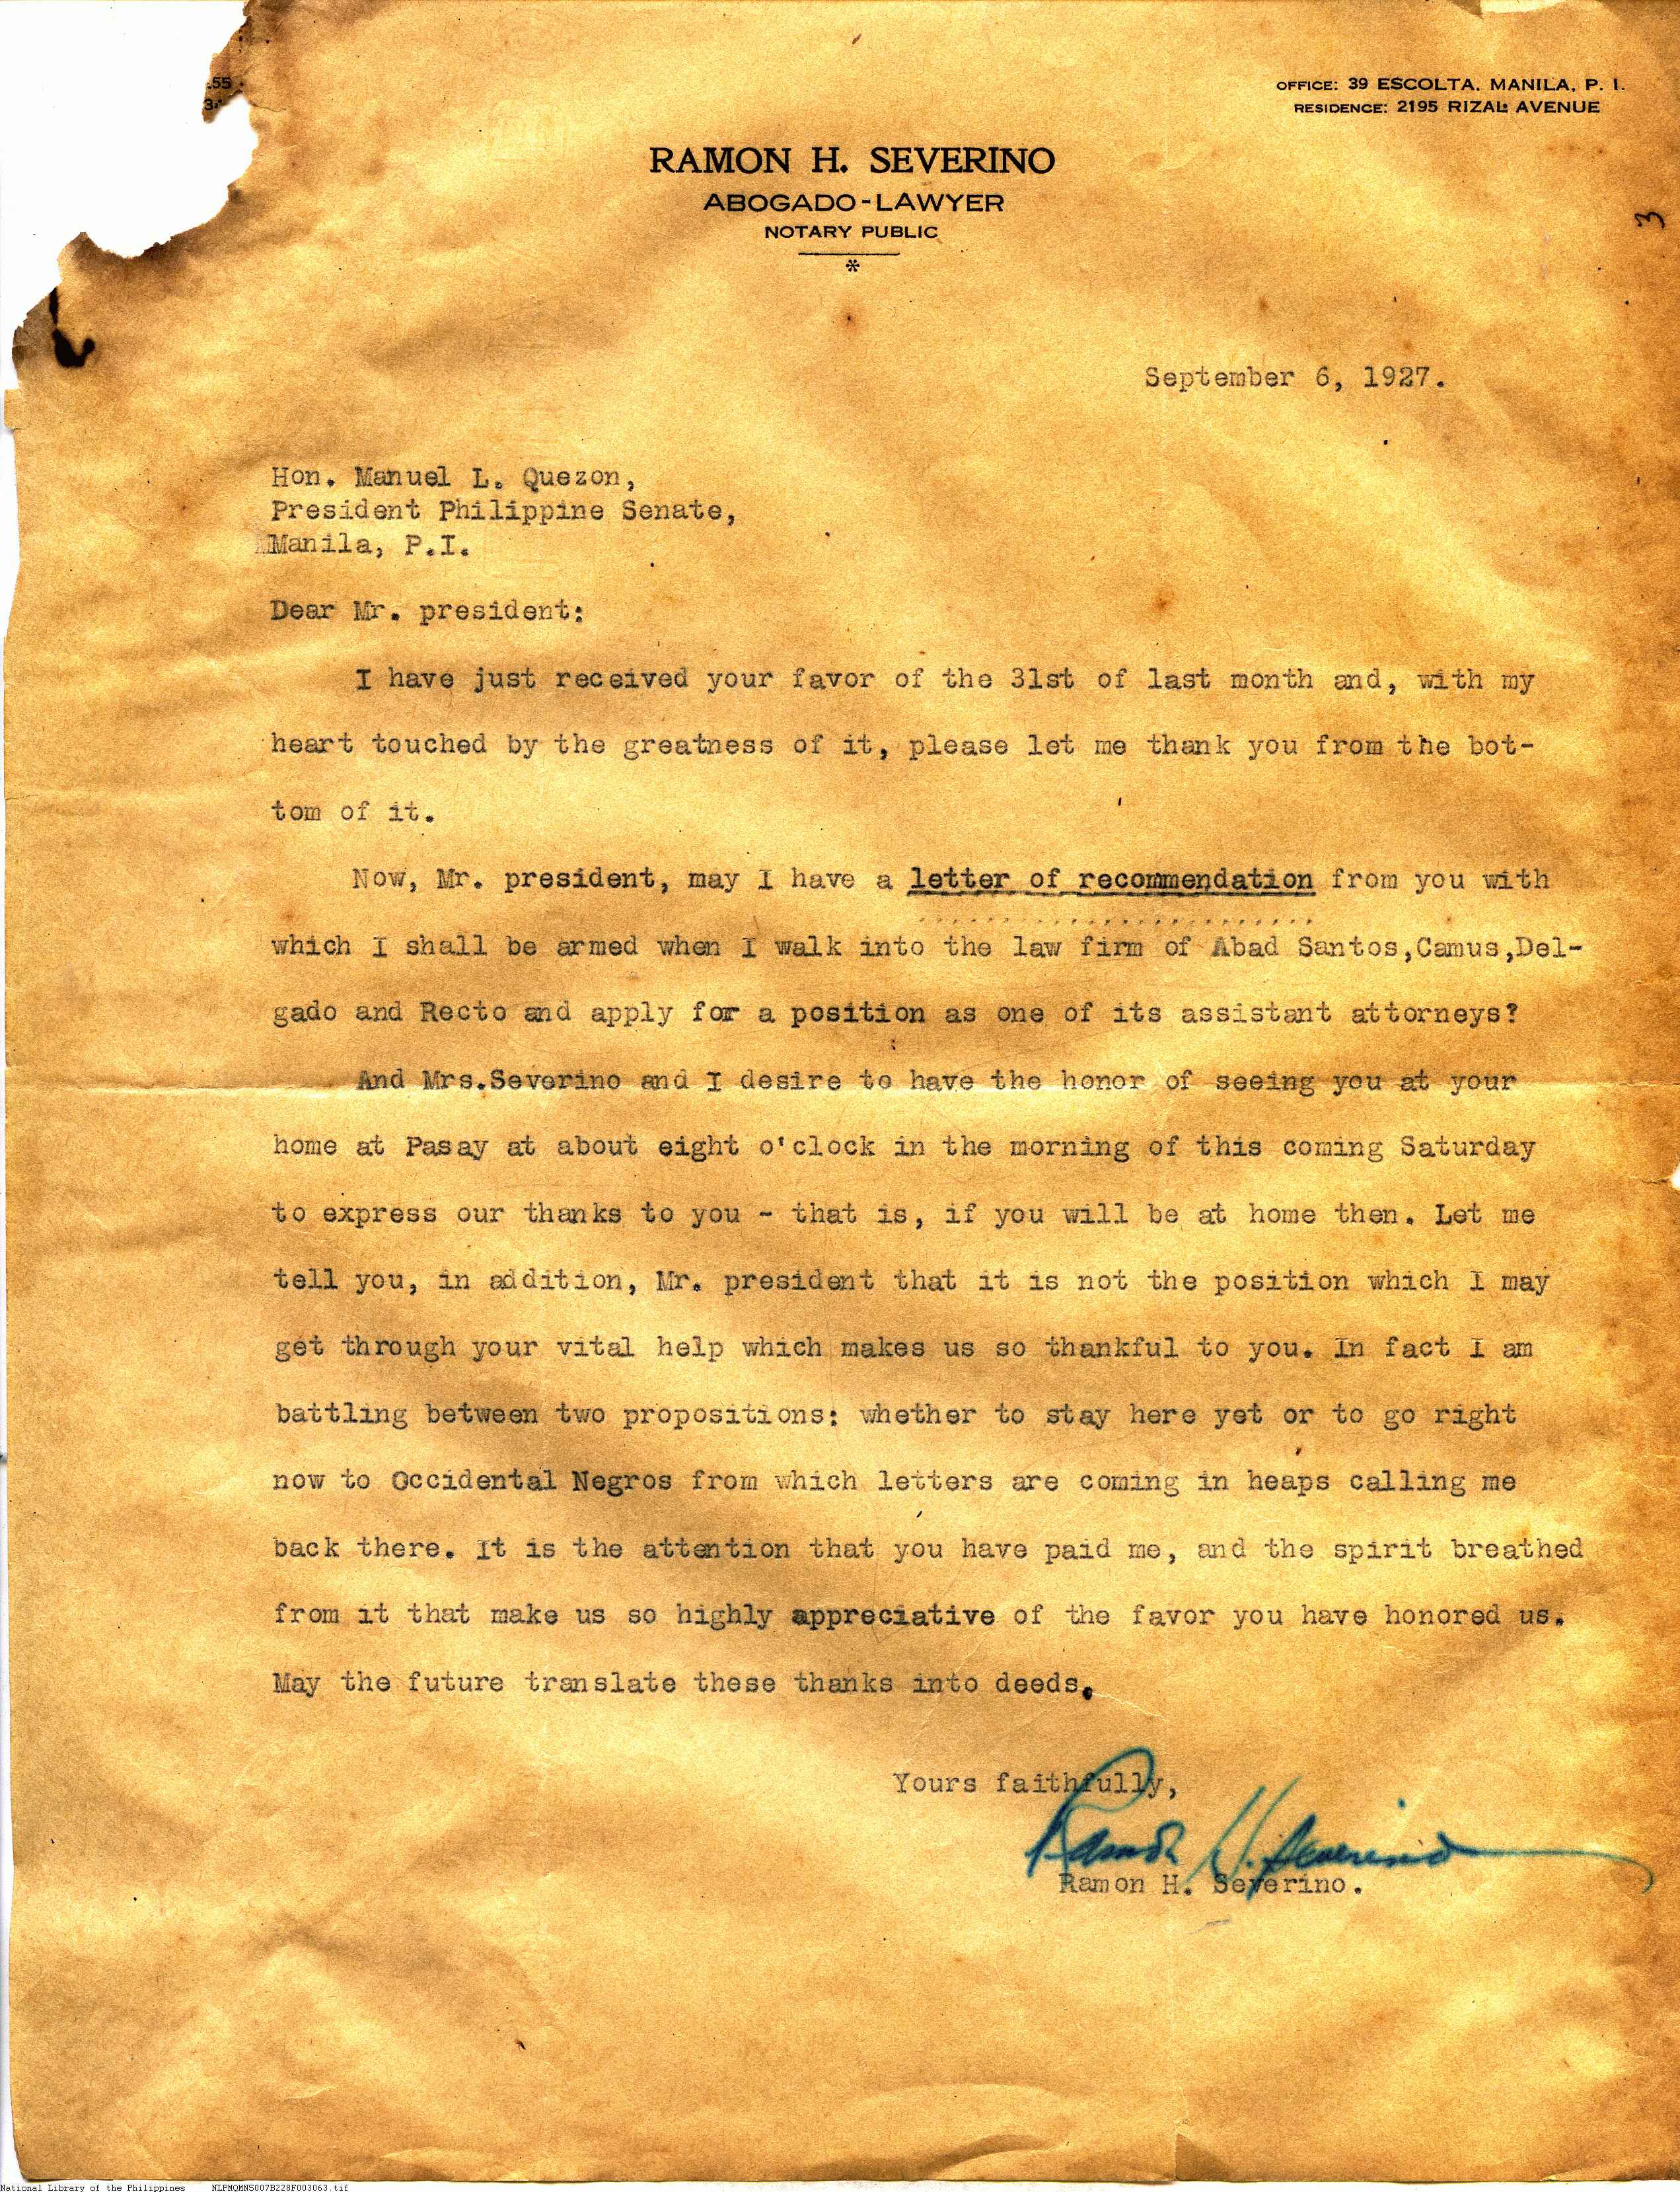 .55
OFFICE: 39 ESCOLTA, MANILA, P. I.
RESIDENCE: 2195 RIZAL AVENUE
RAMON H. SEVERINO
ABOGADO-LAWYER
NOTARY PUBLIC
*
3
September 6, 1927.
Hon. Manuel L. Quezon,
President Philippine Senate,
Manila, P.I.
Dear Mr. president:
I have just received your favor of the 31st of last month and, with my
heart touched by the greatness of it, please let me thank you from the bot-
tom of it.
Now, Mr. president, may I have a letter of recommendation from you with
which I shall be armed when I walk into the law firm of Abad Santos,Camus,Del-
gado and Recto and apply for a position as one of its assistant attorneys?
And Mrs.Severino and I desire to have the honor of seeing you at your
home at Pasay at about eight o'clock in the morning of this coming Saturday
to express our thanks to you - that is, if you will be at home then. Let me
tell you, in addition, Mr. president that it is not the position which I may
get through your vital help which makes us so thankful to you. In fact I am
battling between two propositions: whether to stay here yet or to go right
now to Occidental Negros from which letters are coming in heaps calling me
back there. It is the attention that you have paid me, and the spirit breathed
from it that make us so highly appreciative of the favor you have honored us.
May the future translate these thanks into deeds.
Yours faithfully,
Ramon H. Severino
Ramon H. Severino.
National Library of the Philippines NLPMQMNS007B228F003063.tif